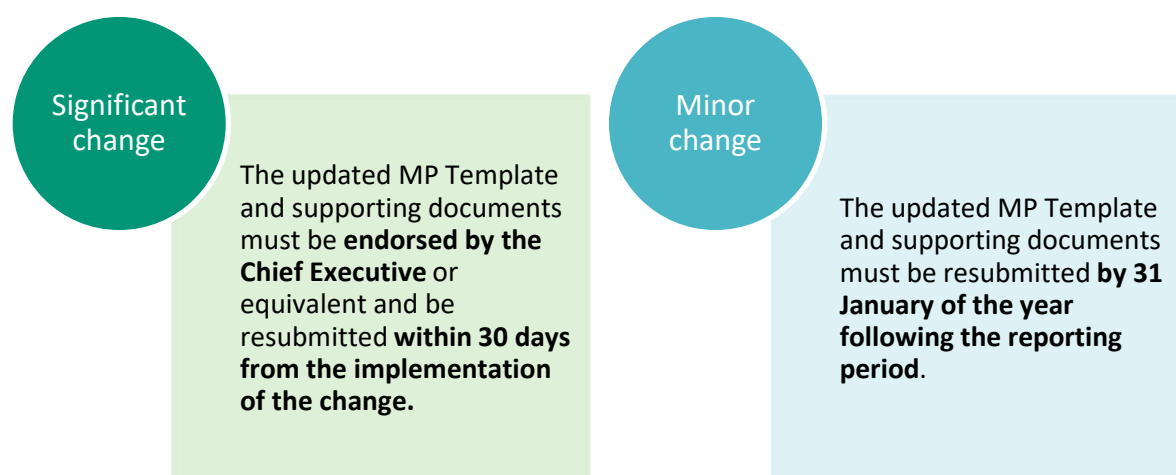 Significant
change
The updated MP Template
and supporting documents
must be endorsed by the
Chief Executive or
equivalent and be
resubmitted within 30 days
from the implementation
of the change.
Minor
change
The updated MP Template
and supporting documents
must be resubmitted by 31
January of the year
following the reporting
period.